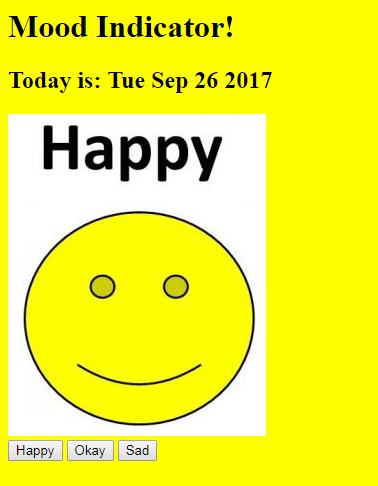 Mood Indicator!
Today is: Tue Sep 26 2017
Happy
Happy Okay Sad